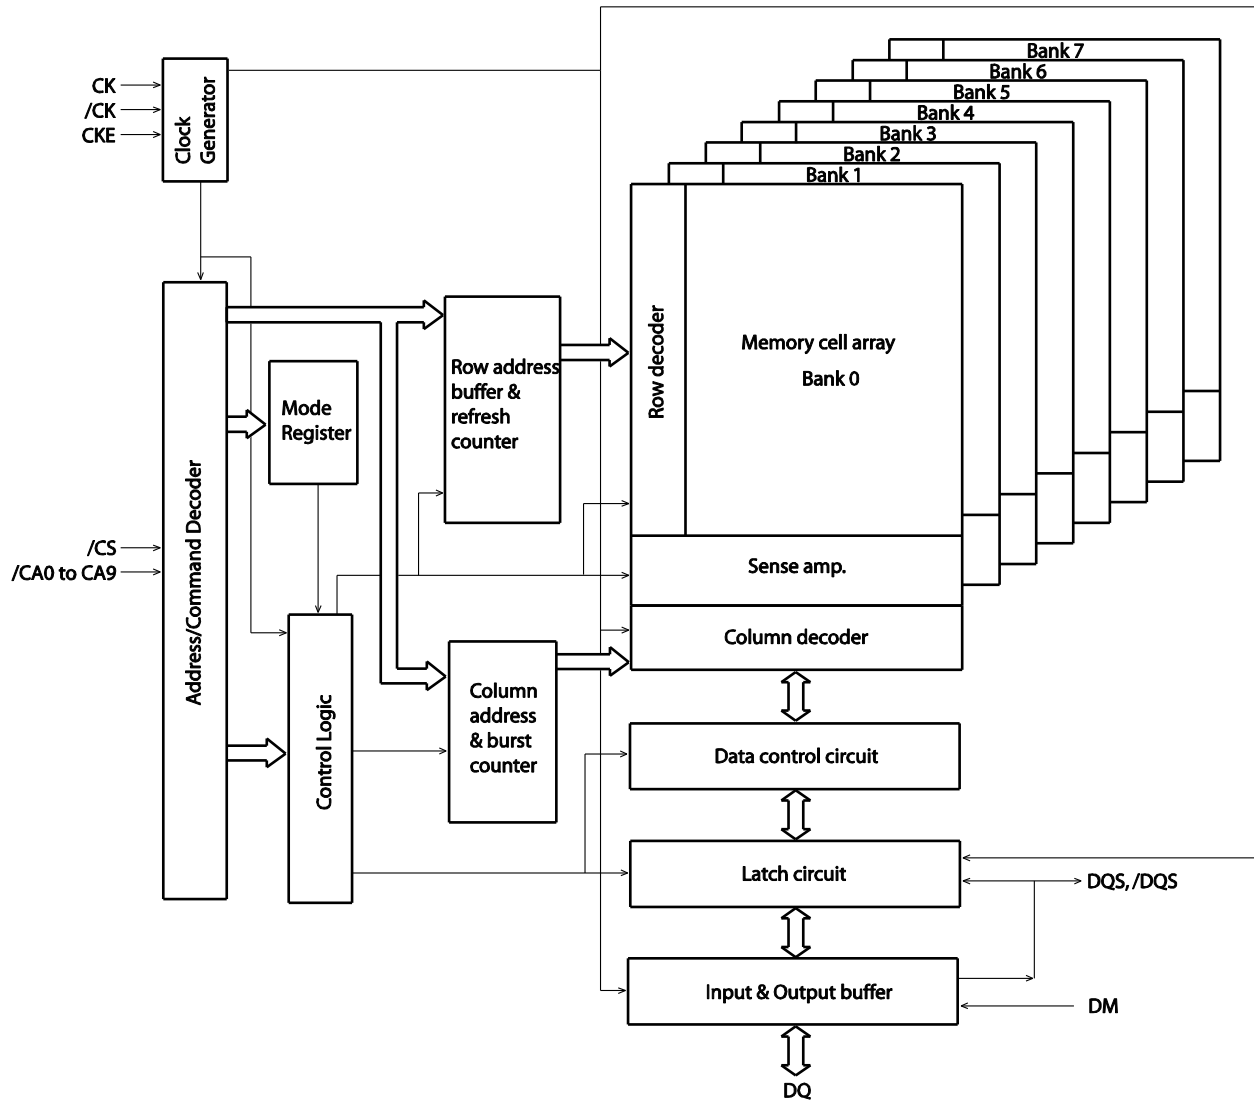 Bank 7
Bank 6
Bank 5
Bank 4
Bank 3
Bank 2
Bank 1
CK
/CK
CKE
Clock
Generator
Row decoder
Memory cell array
Bank 0
Row address
buffer &
refresh
counter
Mode
Register
Address/Command Decoder
/CS
/CA0 to CA9
Sense amp.
Column decoder
Control Logic
Column
address
& burst
counter
Data control circuit
Latch circuit
DQS, /DQS
Input & Output buffer
DM
DQ